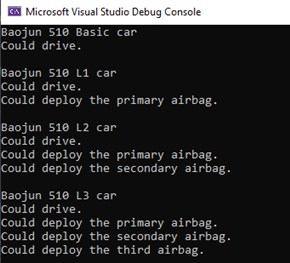 Microsoft Visual Studio Debug Console
Baojun 510 Basic car
Could drive.
Baojun 510 L1 car
Could drive.
Could deploy the primary airbag.
Baojun 510 L2 car
Could drive.
Could deploy the primary airbag.
Could deploy the secondary airbag.
Baojun 510 L3 car
Could drive.
Could deploy the primary airbag.
Could deploy the secondary airbag.
Could deploy the third airbag.